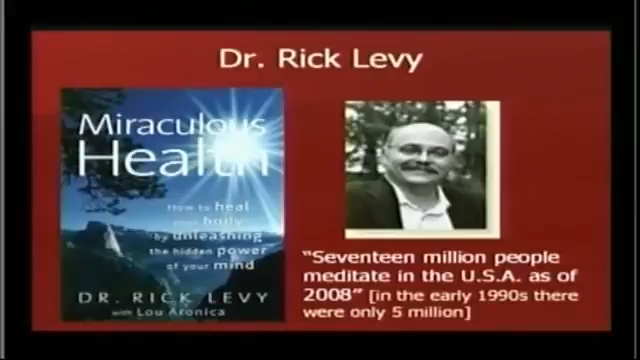 Dr. Rick Levy
Miraculous
Health
How to heal
your body
by unleashing
the hidden power
of your mind
DR. RICK LEVY
with Lou Aronica
"Seventeen million people
meditate in the U.S.A. as of
2008" [in the early 1990s there
were only 5 million]